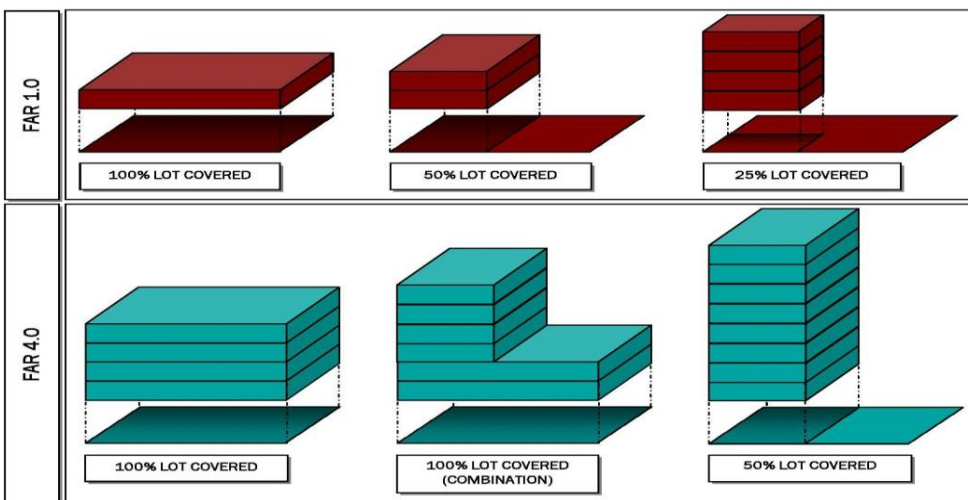 FAR 1.0
100% LOT COVERED
50% LOT COVERED
25% LOT COVERED
FAR 4.0
100% LOT COVERED
100% LOT COVERED
(COMBINATION)
50% LOT COVERED